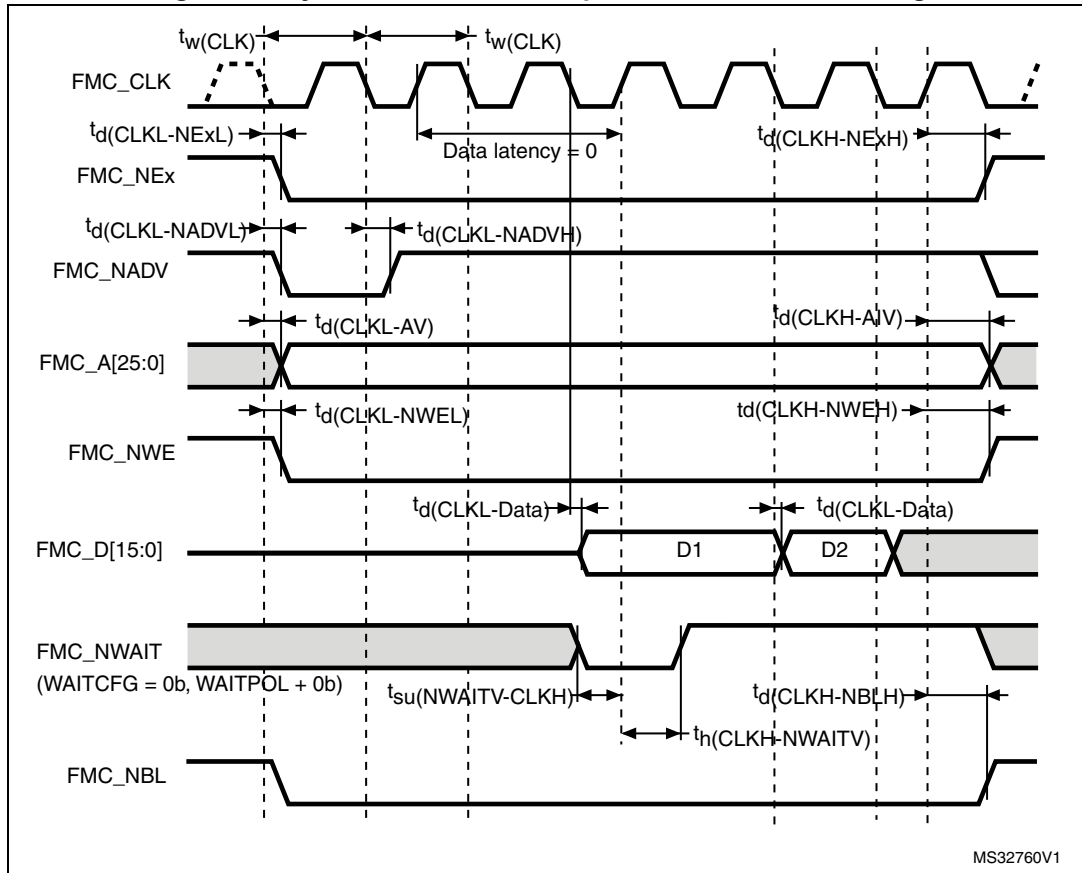 tw(CLK) tw(CLK)
FMC_CLK
td(CLKL-NExL) Data latency = 0 td(CLKH-NExH)
FMC_NEx
td(CLKL-NADVL) td(CLKL-NADVH)
FMC_NADV
td(CLKL-AV) td(CLKH-AIV)
FMC_A[25:0]
td(CLKL-NWEL) td(CLKH-NWEH)
FMC_NWE
td(CLKL-Data) td(CLKL-Data)
FMC_D[15:0] D1 D2
FMC_NWAIT
(WAITCFG = 0b, WAITPOL + 0b)
tsu(NWAITV-CLKH) td(CLKH-NBLH)
th(CLKH-NWAITV)
FMC_NBL
MS32760V1